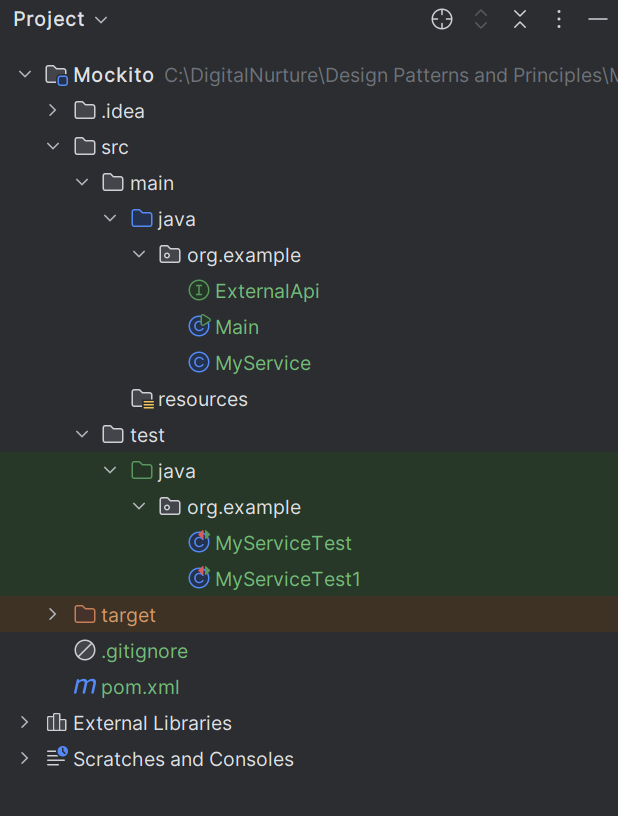 Project
Mockito C:\DigitalNurture\Design Patterns and Principles\M
.idea
src
main
java
org.example
ExternalApi
Main
MyService
resources
test
java
org.example
MyServiceTest
MyServiceTest1
target
.gitignore
pom.xml
External Libraries
Scratches and Consoles